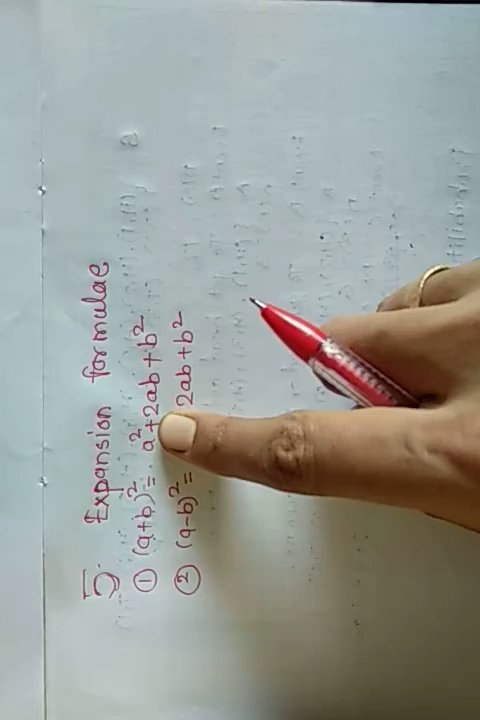 5. Expansion formulae
① (a+b)² = a²+2ab+b²
② (a-b)² = 2ab+b²